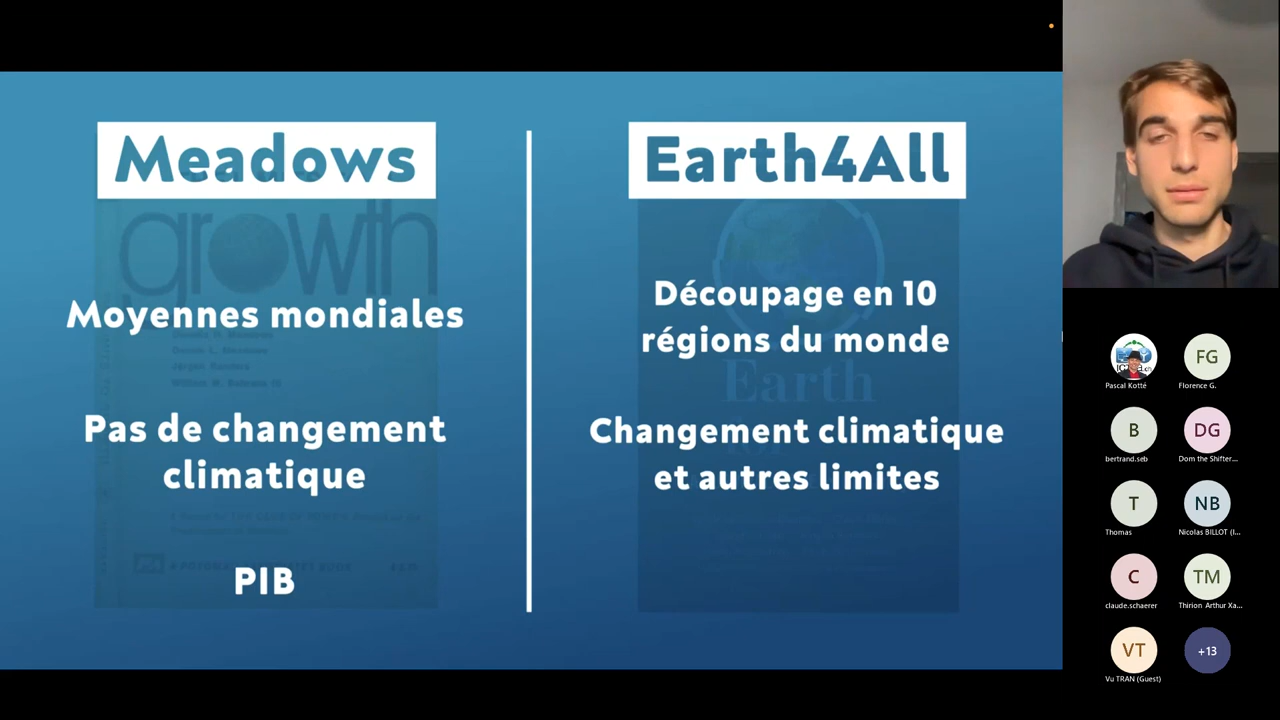 Meadows
growth
Moyennes mondiales
Pas de changement
climatique
PIB
Earth4All
Découpage en 10
régions du monde
Earth
Changement climatique
et autres limites
Pascal Kotté
FG
Florence G.
B
bertrand.seb
DG
Dom the Shifter...
T
Thomas
NB
Nicolas BILLOT (I...
C
claude.schaerer
TM
Thirion Arthur Xa...
VT
Vu TRAN (Guest)
+13